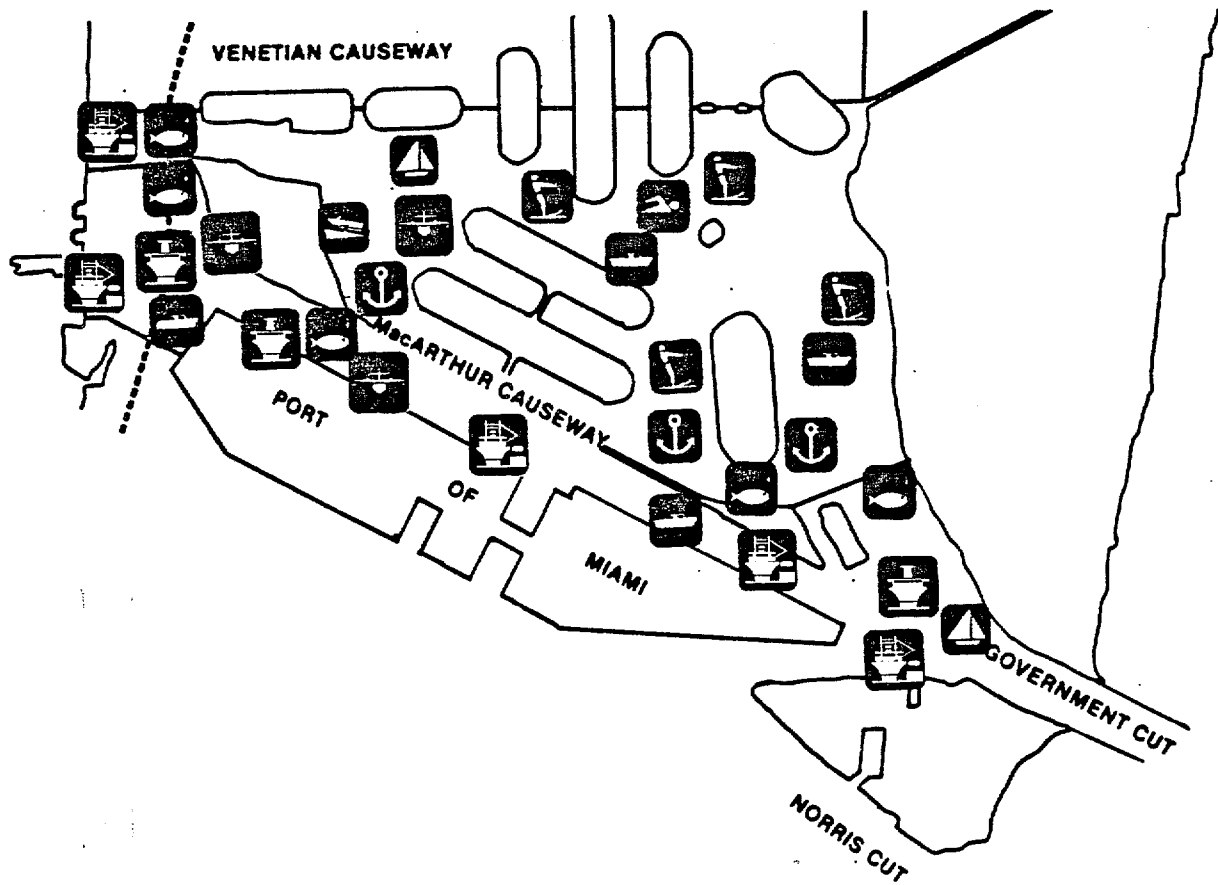 VENETIAN CAUSEWAY
MacARTHUR CAUSEWAY
PORT
OF
MIAMI
GOVERNMENT CUT
NORRIS CUT